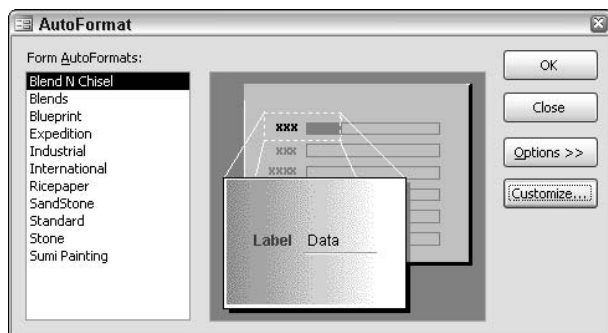 AutoFormat
Form AutoFormats:
Blend N Chisel
Blends
Blueprint
Expedition
Industrial
International
Ricepaper
SandStone
Standard
Stone
Sumi Painting
xxx
xxx
xxxx
Label Data
OK
Close
Options >>
Customize...